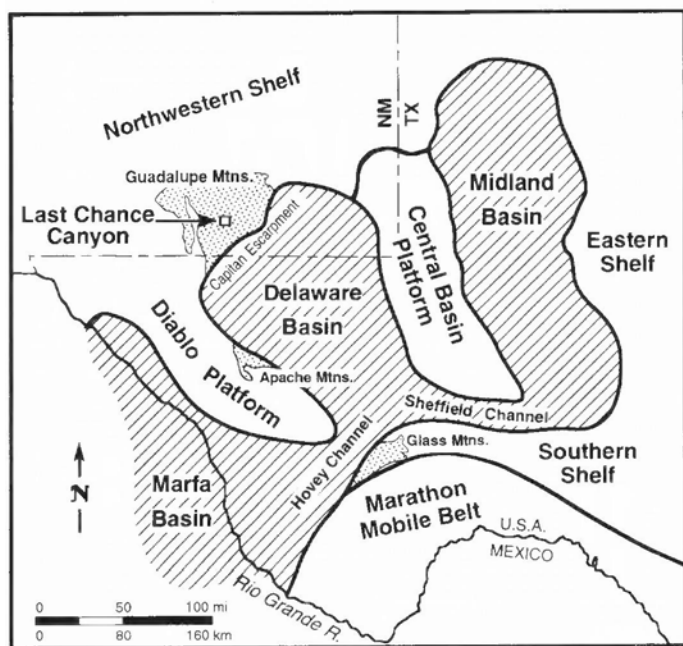 Northwestern Shelf
NM
TX
Guadalupe Mtns.
Midland
Basin
Last Chance
Canyon
Capitan Escarpment
Central Basin
Platform
Eastern
Shelf
Delaware
Basin
Diablo Platform
Apache Mtns.
Sheffield Channel
Glass Mtns.
Hovey Channel
Southern
Shelf
N
Marfa
Basin
Marathon
Mobile Belt
U.S.A.
MEXICO
Rio Grande R.
0 50 100 mi
0 80 160 km